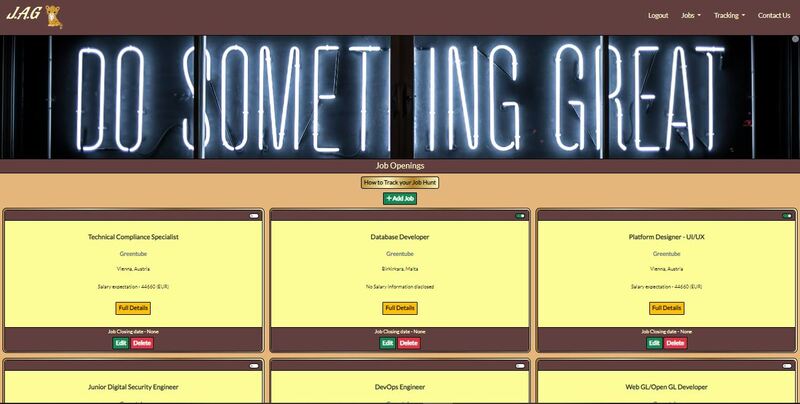 J.A.G
Logout Jobs Tracking Contact Us
DO SOMETHING GREAT
Job Openings
How to Track your Job Hunt
+ Add Job
Technical Compliance Specialist
Greentube
Vienna, Austria
Salary expectation - 44660 (EUR)
Full Details
Job Closing date - None
Edit Delete
Database Developer
Greentube
Birkirkara, Malta
No Salary information disclosed
Full Details
Job Closing date - None
Edit Delete
Platform Designer - UI/UX
Greentube
Vienna, Austria
Salary expectation - 44660 (EUR)
Full Details
Job Closing date - None
Edit Delete
Junior Digital Security Engineer
DevOps Engineer
Web GL/Open GL Developer